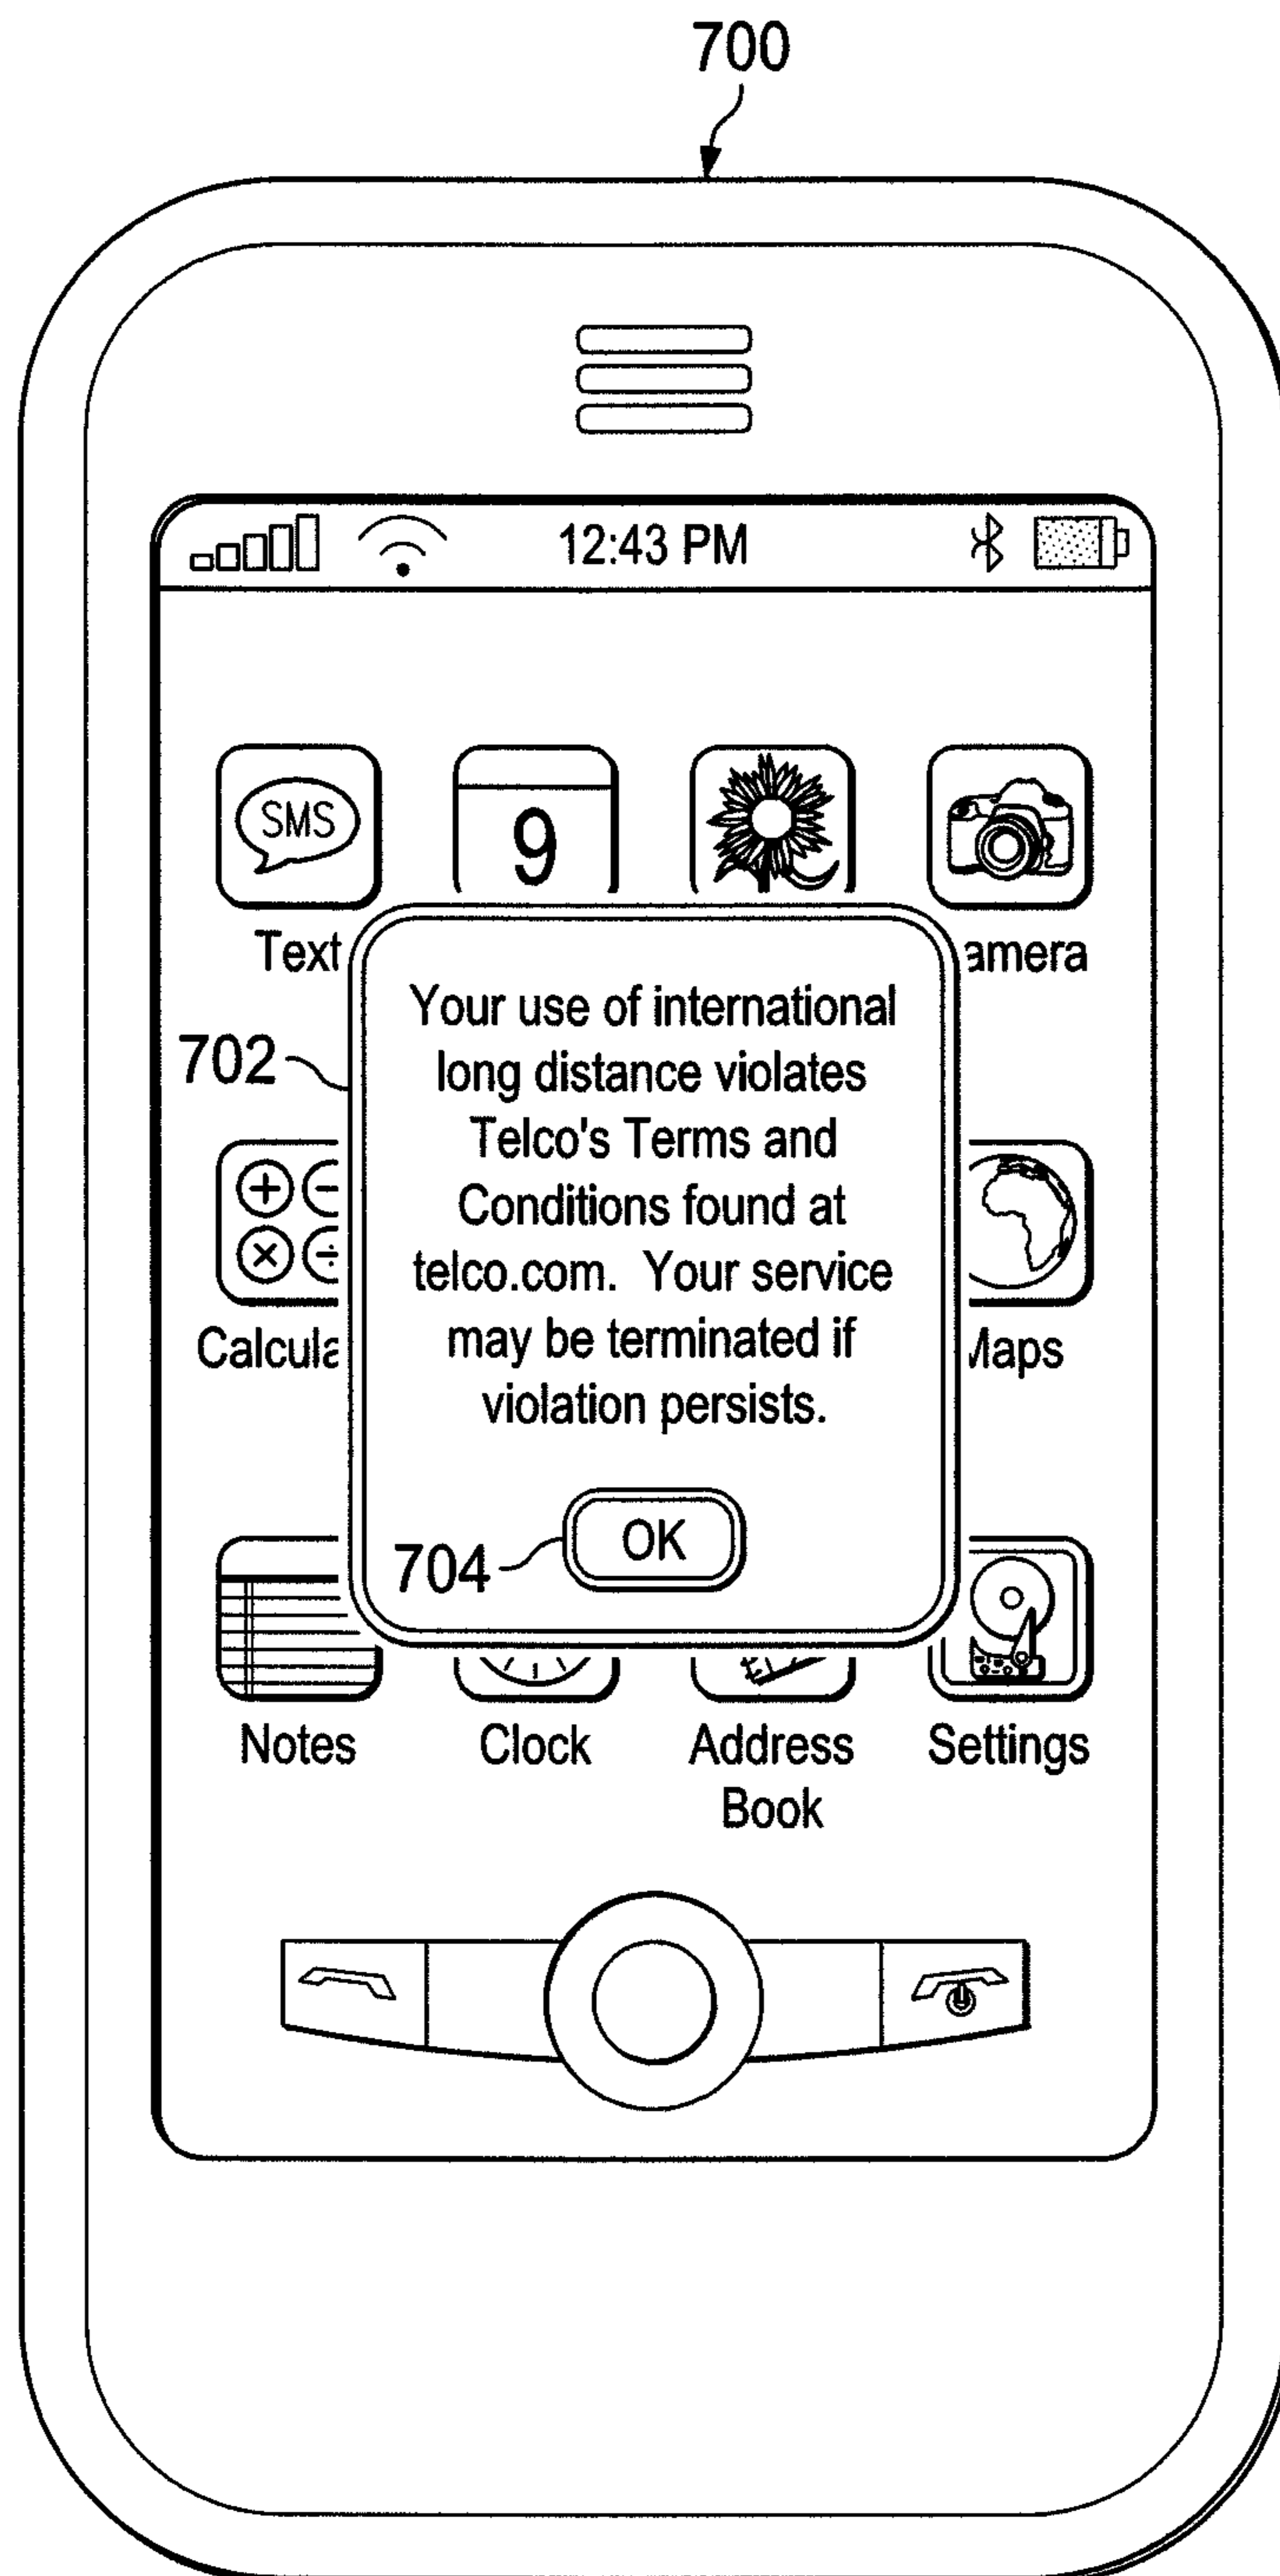 700
12:43 PM
SMS
9
Text
amera
702
Your use of international
long distance violates
Telco's Terms and
Conditions found at
telco.com. Your service
may be terminated if
violation persists.
Calcula
Maps
704
OK
Notes
Clock
Address
Book
Settings